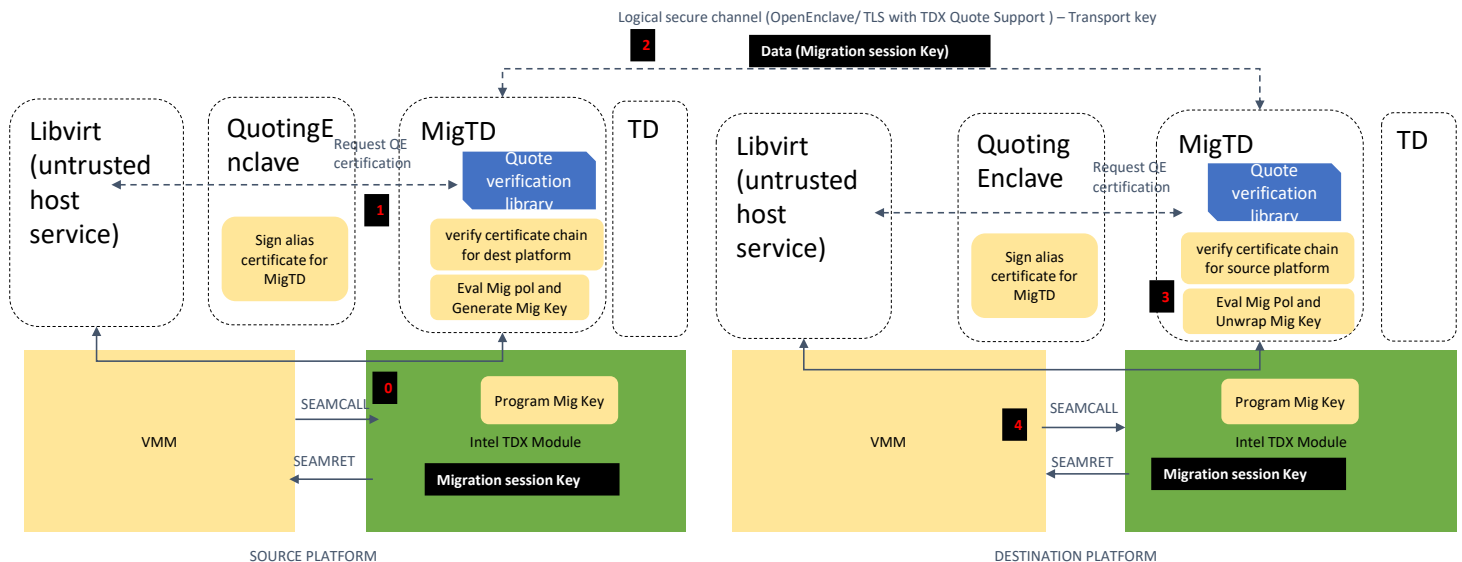 Logical secure channel (OpenEnclave/ TLS with TDX Quote Support ) – Transport key
2
Data (Migration session Key)
Libvirt
(untrusted
host
service)
QuotingE
nclave
Request QE
certification
1
Sign alias
certificate for
MigTD
MigTD
Quote
verification
library
verify certificate chain
for dest platform
Eval Mig pol and
Generate Mig Key
TD
0
VMM
SEAMCALL
SEAMRET
Program Mig Key
Intel TDX Module
Migration session Key
SOURCE PLATFORM
Libvirt
(untrusted
host
service)
Quoting
Enclave
Request QE
certification
Sign alias
certificate for
MigTD
MigTD
Quote
verification
library
verify certificate chain
for source platform
3
Eval Mig Pol and
Unwrap Mig Key
TD
VMM
4
SEAMCALL
SEAMRET
Program Mig Key
Intel TDX Module
Migration session Key
DESTINATION PLATFORM